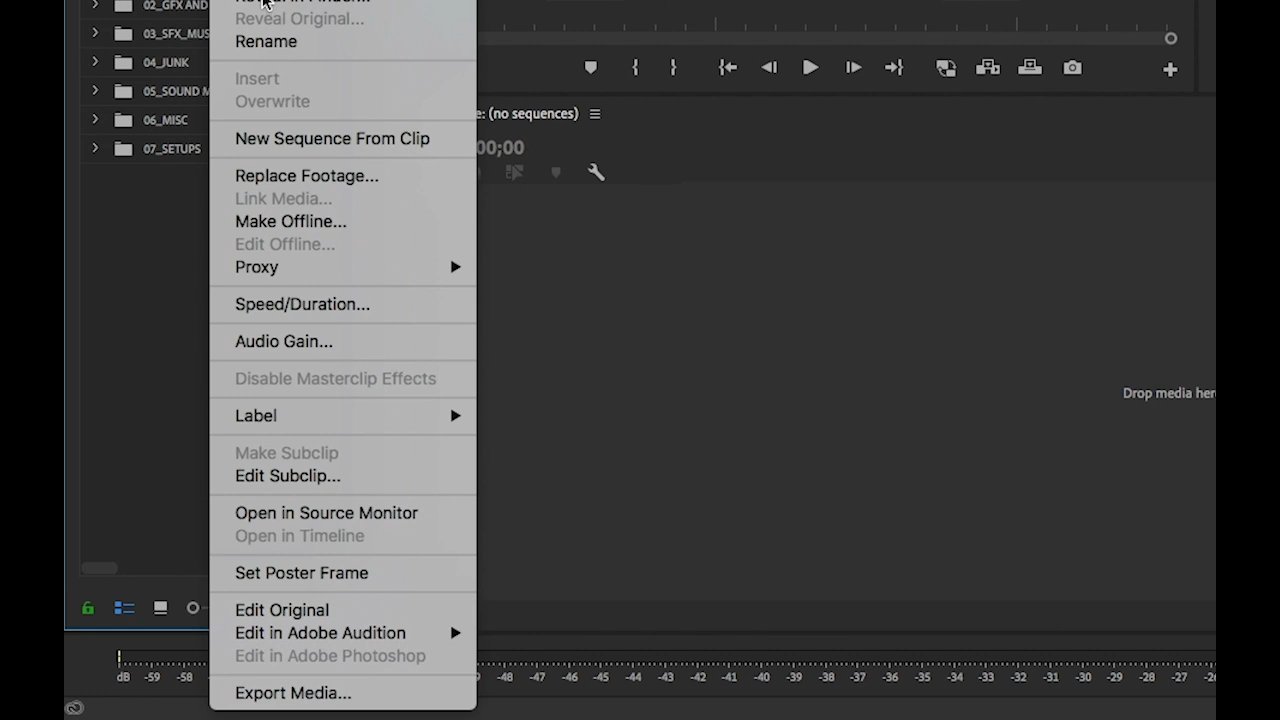 02_GFX AND
03_SFX_MUS
04_JUNK
05_SOUND M
06_MISC
07_SETUPS
Reveal in Finder...
Reveal Original...
Rename
Insert
Overwrite
New Sequence From Clip
Replace Footage...
Link Media...
Make Offline...
Edit Offline...
Proxy
Speed/Duration...
Audio Gain...
Disable Masterclip Effects
Label
Make Subclip
Edit Subclip...
Open in Source Monitor
Open in Timeline
Set Poster Frame
Edit Original
Edit in Adobe Audition
Edit in Adobe Photoshop
Export Media...
e: (no sequences)
00;00
Drop media her
dB -59 -58 -48 -47 -46 -45 -44 -43 -42 -41 -40 -39 -38 -37 -36 -35 -34 -33 -32 -31 -30 -29 -28 -27 -26